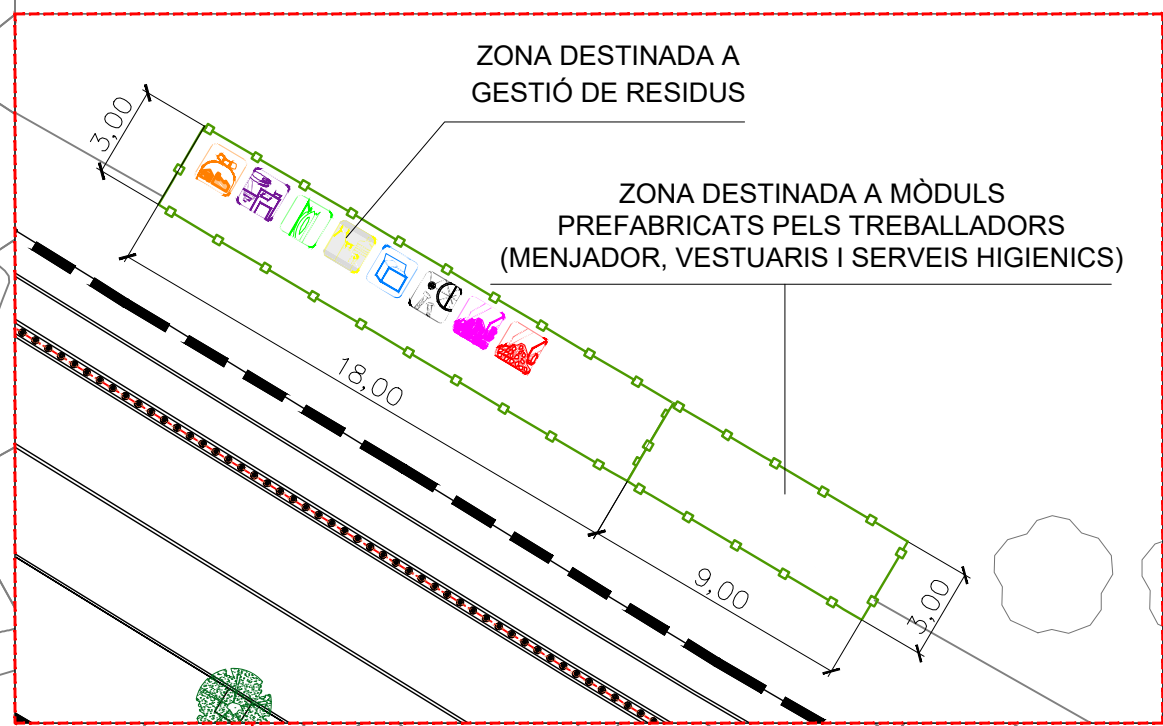 ZONA DESTINADA A
GESTIÓ DE RESIDUS
3,00
ZONA DESTINADA A MÒDULS
PREFABRICATS PELS TREBALLADORS
(MENJADOR, VESTUARIS I SERVEIS HIGIENICS)
18,00
9,00
3,00